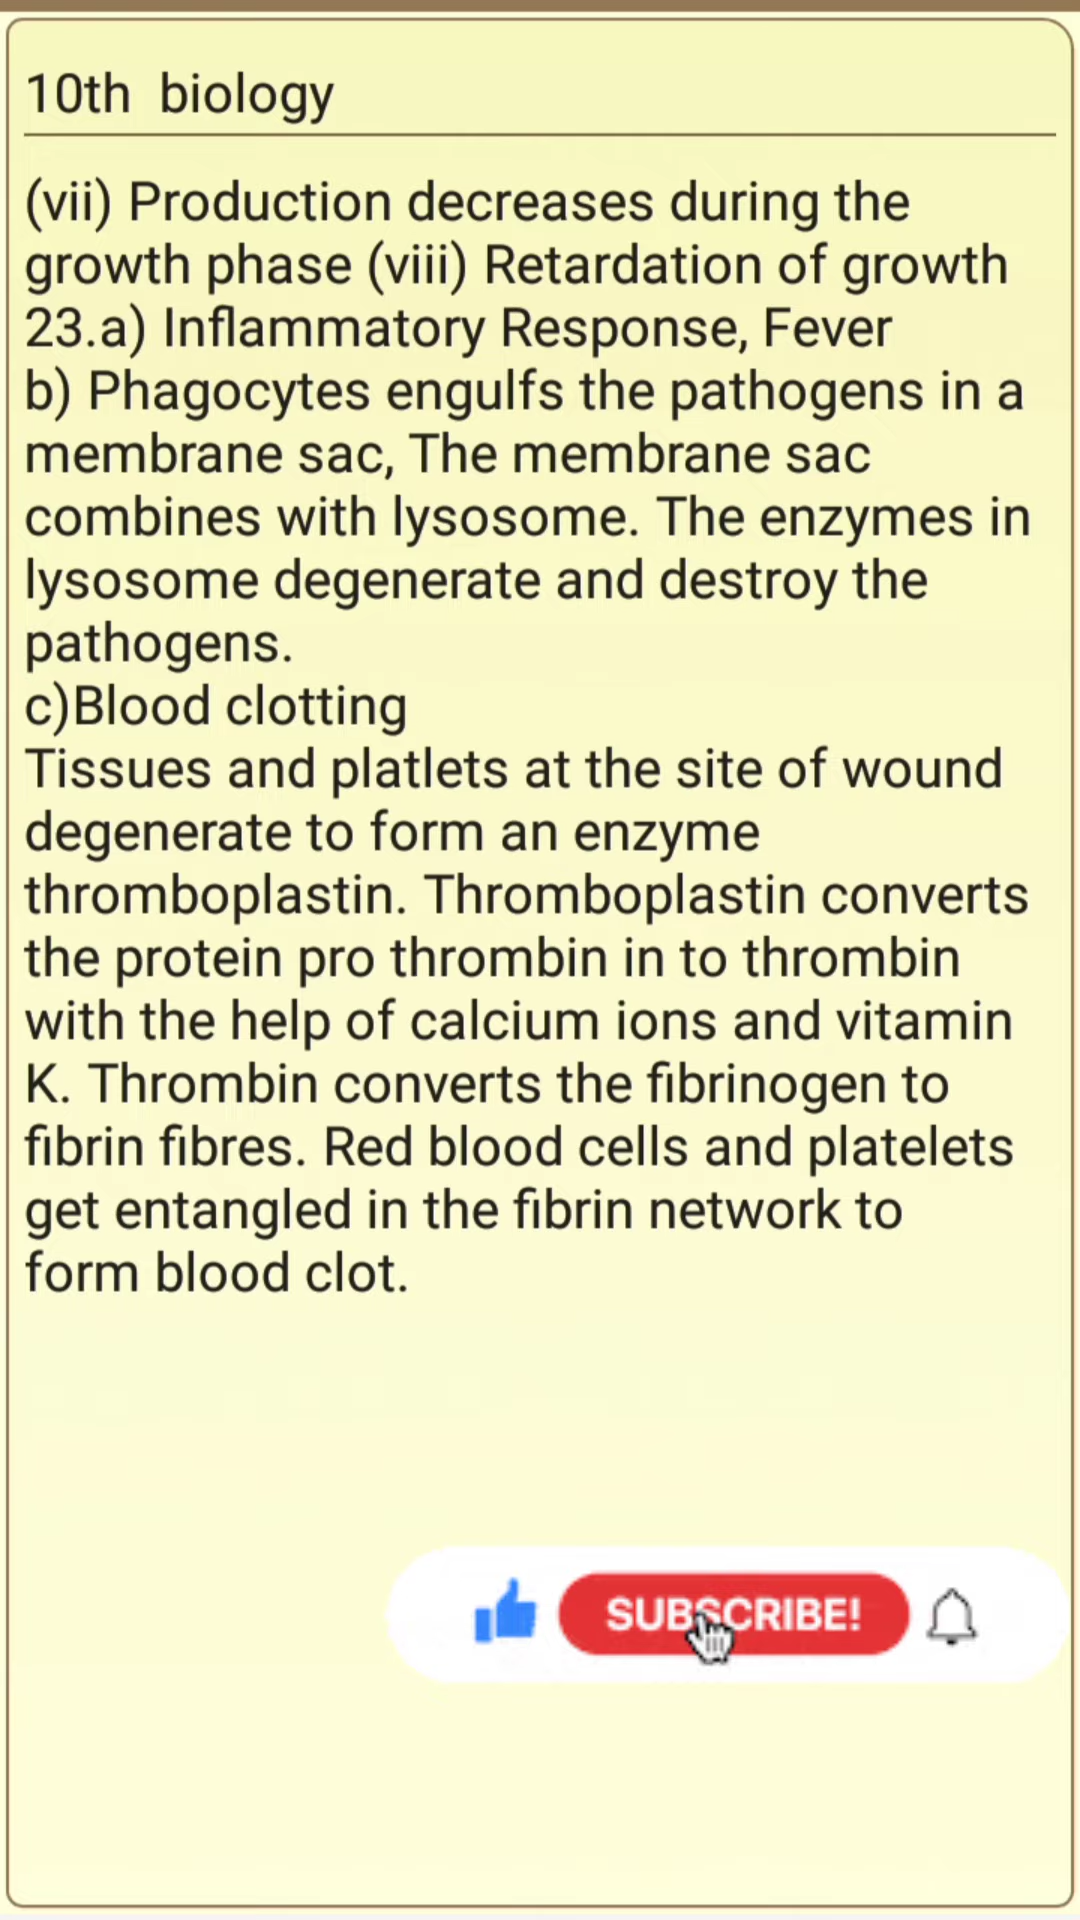 10th  biology
(vii) Production decreases during the
growth phase (viii) Retardation of growth
23.a) Inflammatory Response, Fever
b) Phagocytes engulfs the pathogens in a
membrane sac, The membrane sac
combines with lysosome. The enzymes in
lysosome degenerate and destroy the
pathogens.
c)Blood clotting
Tissues and platlets at the site of wound
degenerate to form an enzyme
thromboplastin. Thromboplastin converts
the protein pro thrombin in to thrombin
with the help of calcium ions and vitamin
K. Thrombin converts the fibrinogen to
fibrin fibres. Red blood cells and platelets
get entangled in the fibrin network to
form blood clot.
SUBSCRIBE!